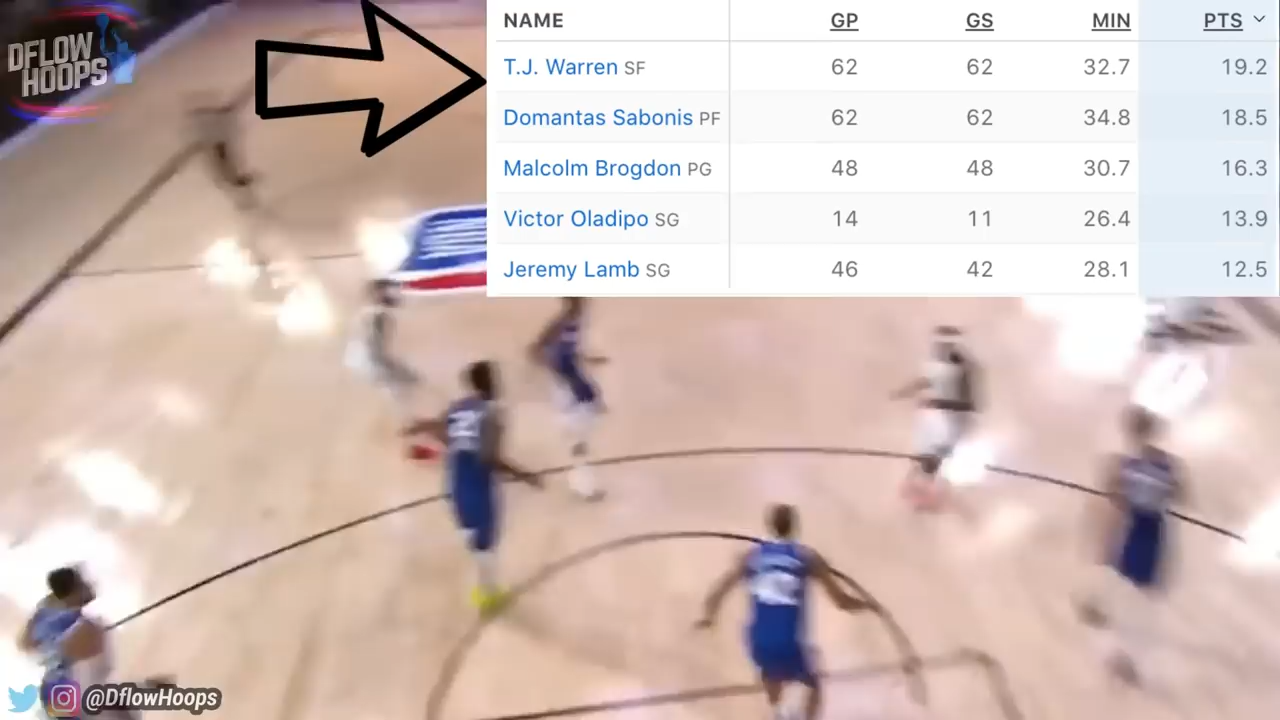 DFLOW
HOOPS
NAME GP GS MIN PTS
T.J. Warren SF 62 62 32.7 19.2
Domantas Sabonis PF 62 62 34.8 18.5
Malcolm Brogdon PG 48 48 30.7 16.3
Victor Oladipo SG 14 11 26.4 13.9
Jeremy Lamb SG 46 42 28.1 12.5
@DflowHoops